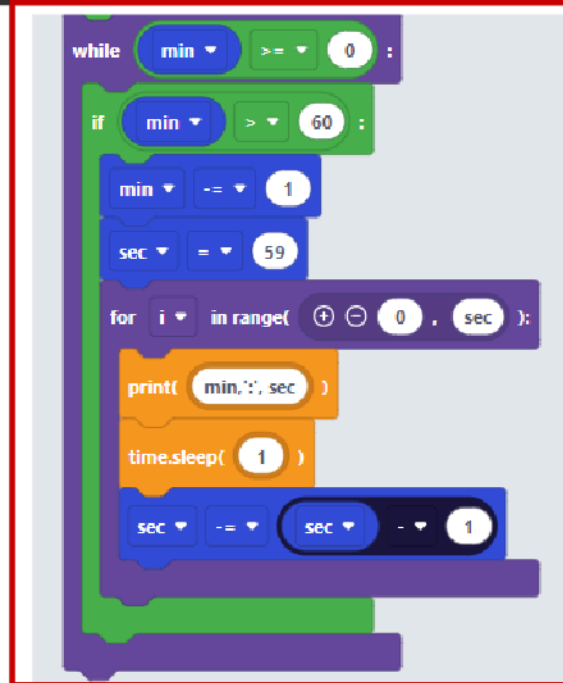 while min >= 0 :
if min > 60 :
min -= 1
sec = 59
for i in range( 0 , sec ):
print( min,':', sec )
time.sleep( 1 )
sec -= sec - 1